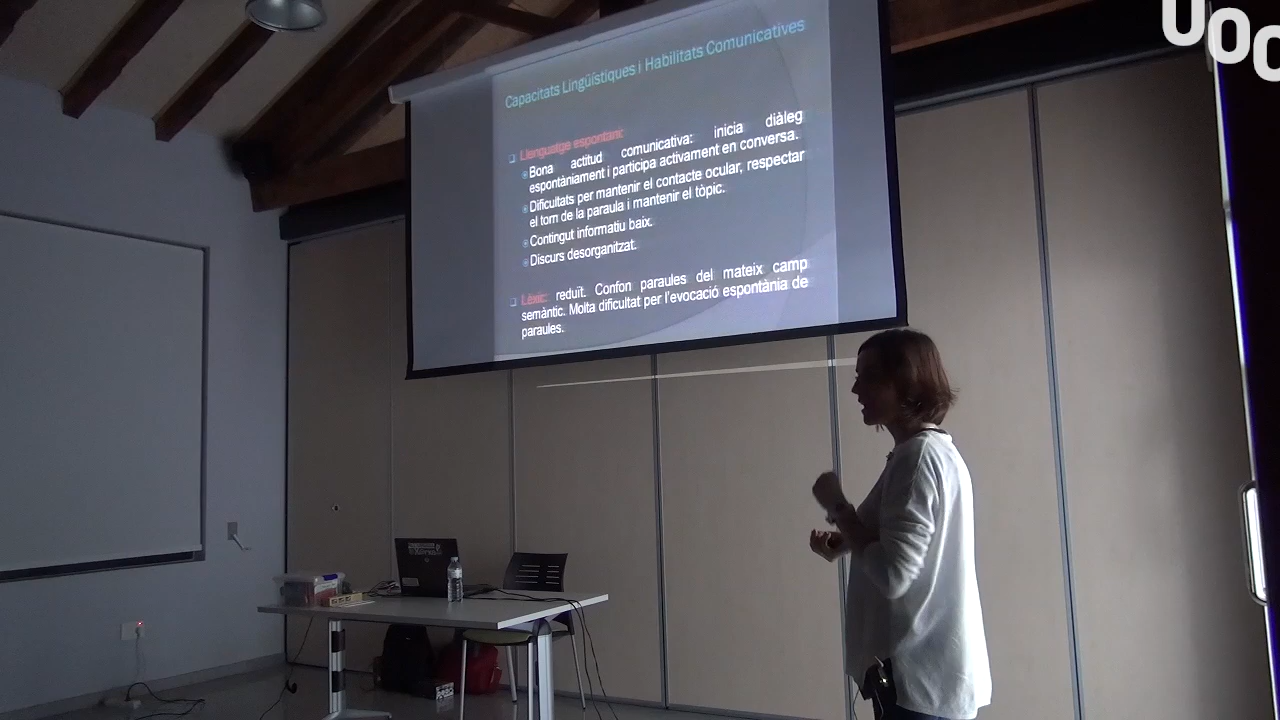 UOC
Capacitats Lingüístiques i Habilitats Comunicatives
Llenguatge espontani:
Bona actitud comunicativa: inicia diàleg
espontàniament i participa activament en conversa.
Dificultats per mantenir el contacte ocular, respectar
el torn de la paraula i mantenir el tòpic.
Contingut informatiu baix.
Discurs desorganitzat.
Lèxic: reduït. Confon paraules del mateix camp
semàntic. Molta dificultat per l'evocació espontània de
paraules.